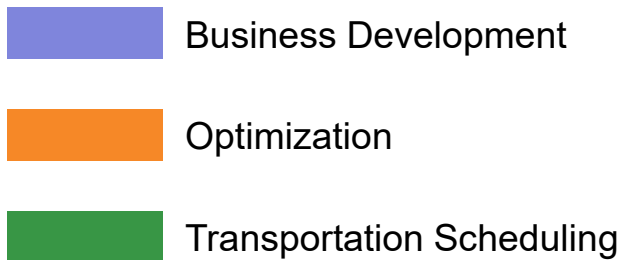 Business Development
Optimization
Transportation Scheduling